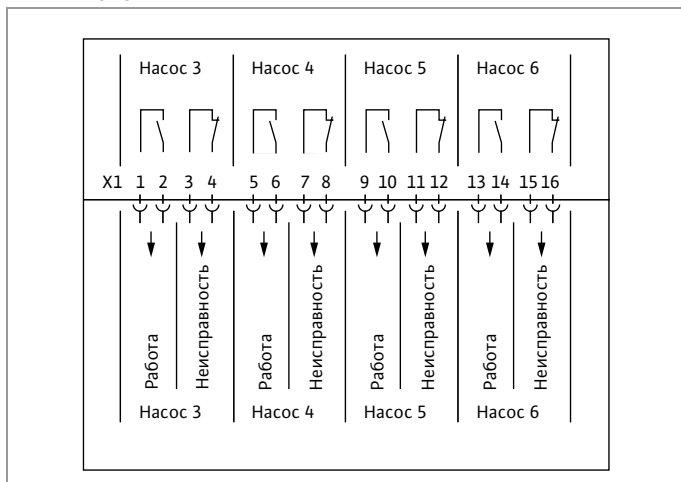 Насос 3 Насос 4 Насос 5 Насос 6
X1 1 2 3 4 5 6 7 8 9 10 11 12 13 14 15 16
Работа Неисправность Работа Неисправность Работа Неисправность Работа Неисправность
Насос 3 Насос 4 Насос 5 Насос 6